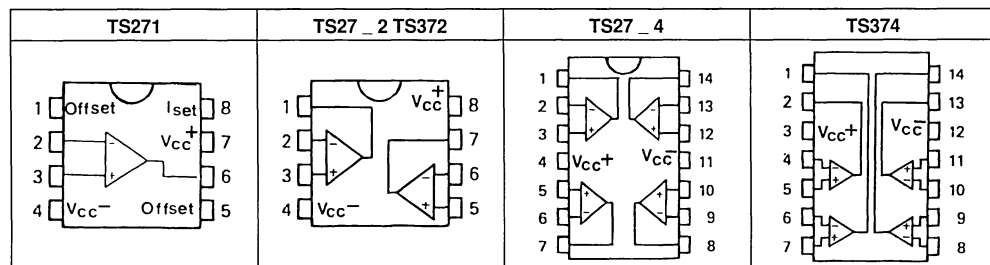 TS271 TS27 _ 2 TS372 TS27 _ 4 TS374
1 Offset Iset 8
2 - VCC+ 7
3 + 6
4 VCC- Offset 5
1 VCC+ 8
2 - 7
3 + - 6
4 VCC- + 5
1 14
2 - - 13
3 + + 12
4 VCC+ VCC- 11
5 + + 10
6 - - 9
7 8
1 14
2 13
3 VCC+ VCC- 12
4 - - 11
5 + + 10
6 - + 9
7 + - 8